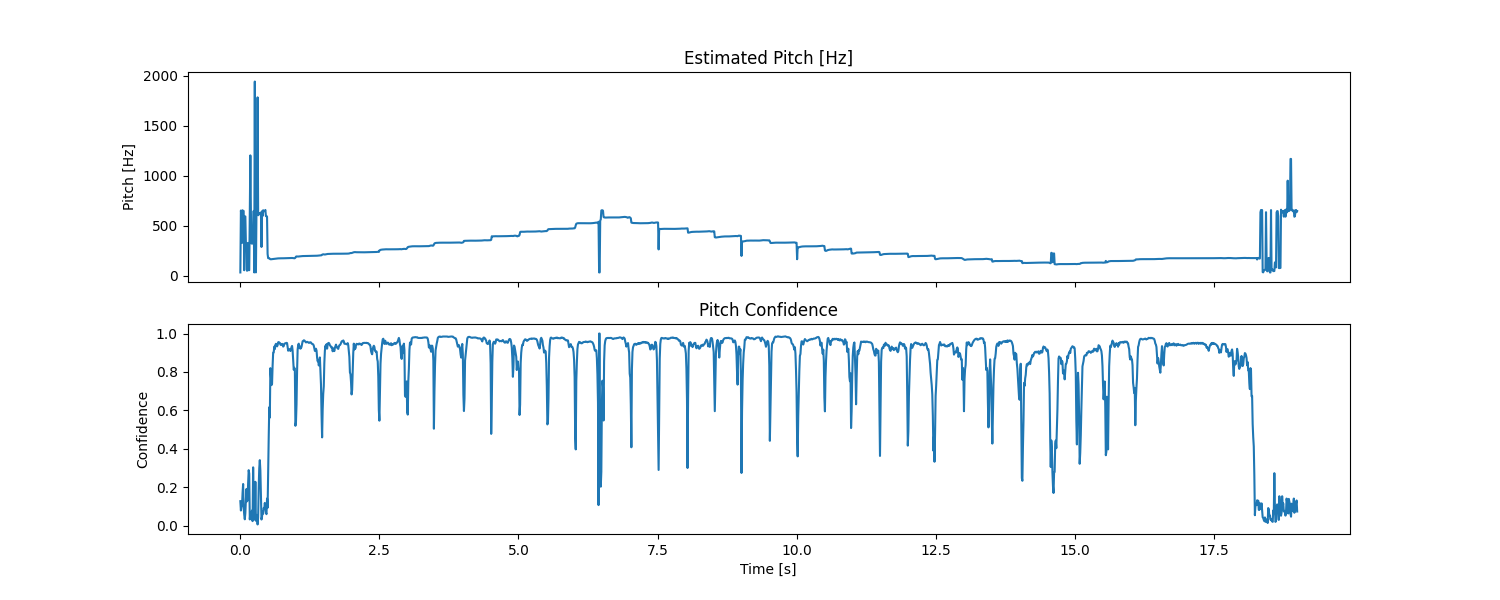 Estimated Pitch [Hz]
2000
1500
1000
500
0
Pitch [Hz]
Pitch Confidence
1.0
0.8
0.6
0.4
0.2
0.0
Confidence
0.0 2.5 5.0 7.5 10.0 12.5 15.0 17.5
Time [s]